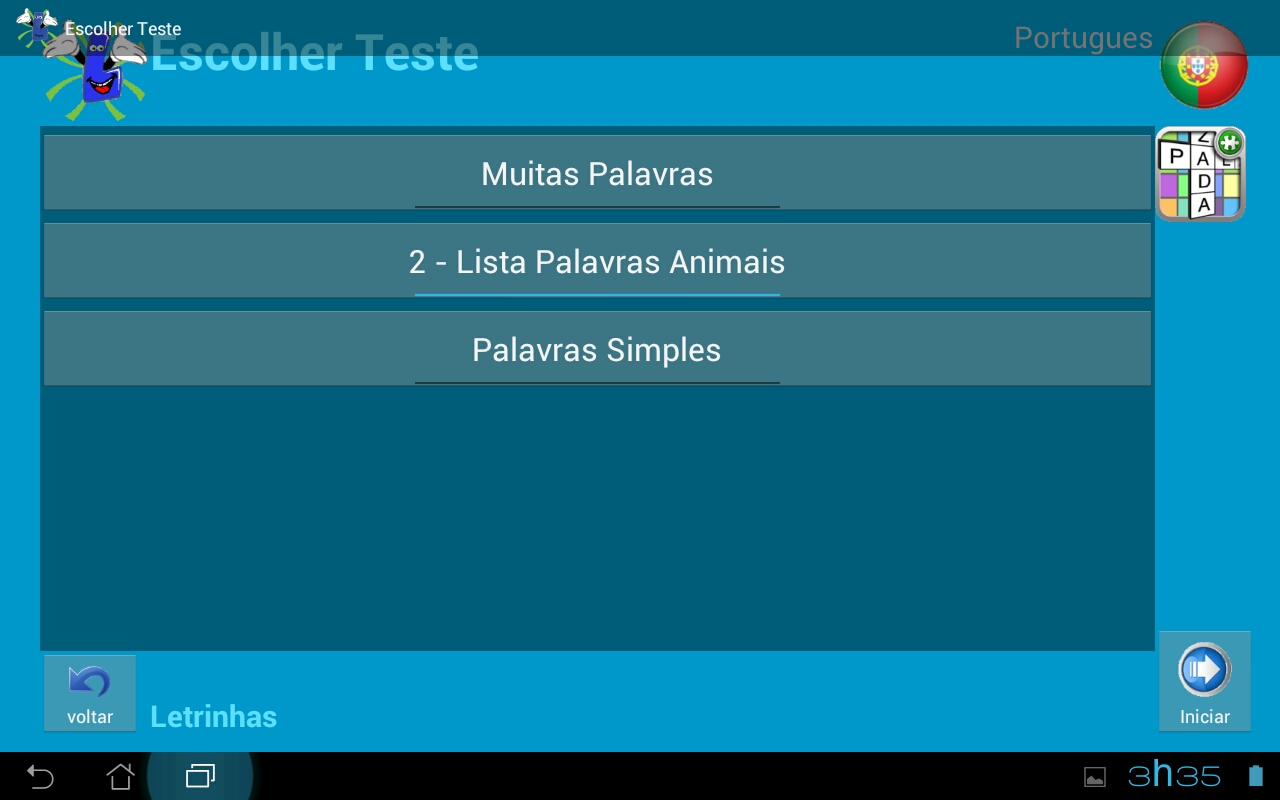 Escolher Teste
Escolher Teste
Portugues
P A L
Z
A
D
A
Muitas Palavras
2 - Lista Palavras Animais
Palavras Simples
voltar
Letrinhas
Iniciar
3h35